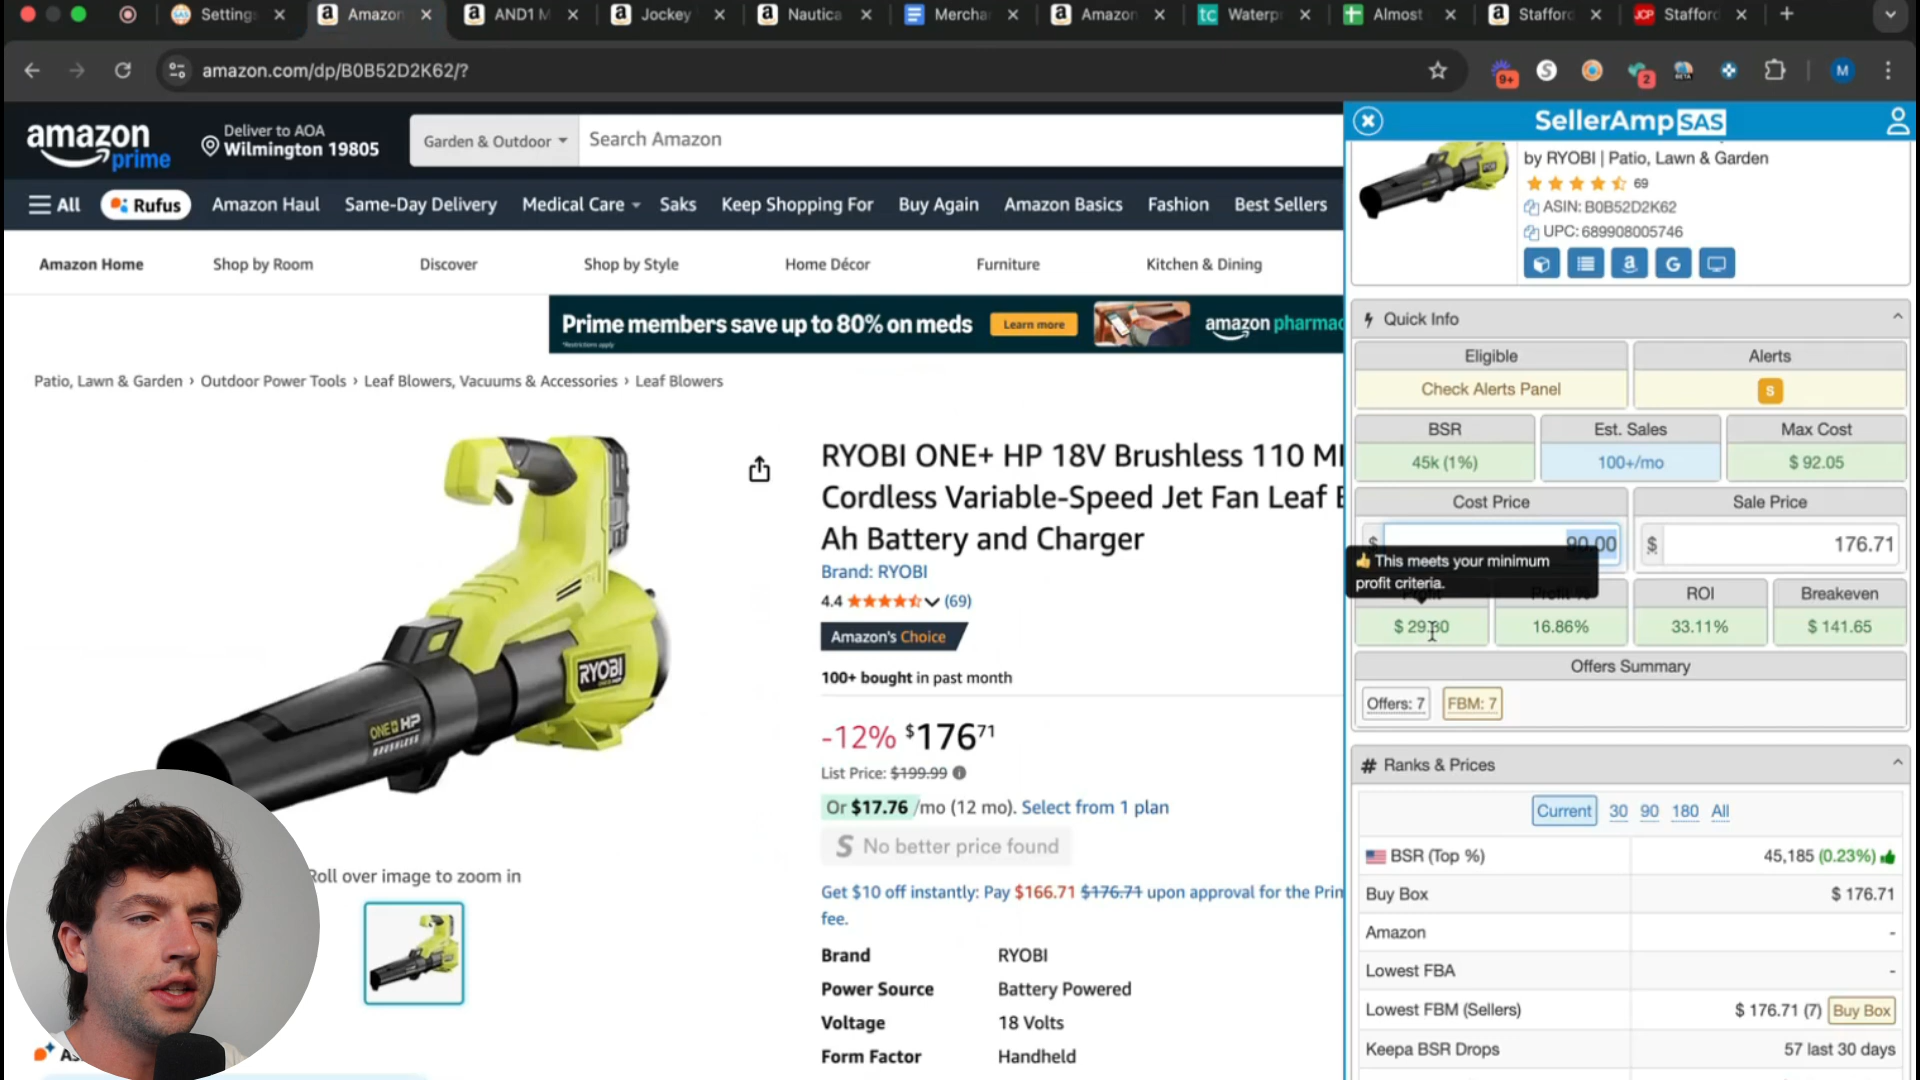 Setting
Amazon
AND1 M
Jockey
Nautica
Mercha
Amazon
tc Waterp
Almost
Stafford
JCP Stafford
amazon.com/dp/B0B52D2K62/?
9+
2
BETA
M
amazon prime
Deliver to AOA
Wilmington 19805
Garden & Outdoor
Search Amazon
All
Rufus
Amazon Haul
Same-Day Delivery
Medical Care
Saks
Keep Shopping For
Buy Again
Amazon Basics
Fashion
Best Sellers
Amazon Home
Shop by Room
Discover
Shop by Style
Home Décor
Furniture
Kitchen & Dining
Prime members save up to 80% on meds
*Restrictions apply
Learn more
amazon pharmac
Patio, Lawn & Garden › Outdoor Power Tools › Leaf Blowers, Vacuums & Accessories › Leaf Blowers
RYOBI
ONE+ HP
BRUSHLESS
Roll over image to zoom in
RYOBI ONE+ HP 18V Brushless 110 M
Cordless Variable-Speed Jet Fan Leaf B
Ah Battery and Charger
Brand: RYOBI
4.4 (69)
Amazon's Choice
100+ bought in past month
-12% $176 71
List Price: $199.99
Or $17.76 /mo (12 mo). Select from 1 plan
No better price found
Get $10 off instantly: Pay $166.71 $176.71 upon approval for the Prim
fee.
Brand RYOBI
Power Source Battery Powered
Voltage 18 Volts
Form Factor Handheld
SellerAmp SAS
by RYOBI | Patio, Lawn & Garden
69
ASIN: B0B52D2K62
UPC: 689908005746
Quick Info
Eligible
Alerts
Check Alerts Panel
S
BSR
Est. Sales
Max Cost
45k (1%)
100+/mo
$ 92.05
Cost Price
Sale Price
$ 90.00
$ 176.71
This meets your minimum
profit criteria.
ROI
Breakeven
16.86%
33.11%
$ 141.65
Offers Summary
Offers: 7
FBM: 7
# Ranks & Prices
Current 30 90 180 All
BSR (Top %) 45,185 (0.23%)
Buy Box $ 176.71
Amazon -
Lowest FBA -
Lowest FBM (Sellers) $ 176.71 (7) Buy Box
Keepa BSR Drops 57 last 30 days